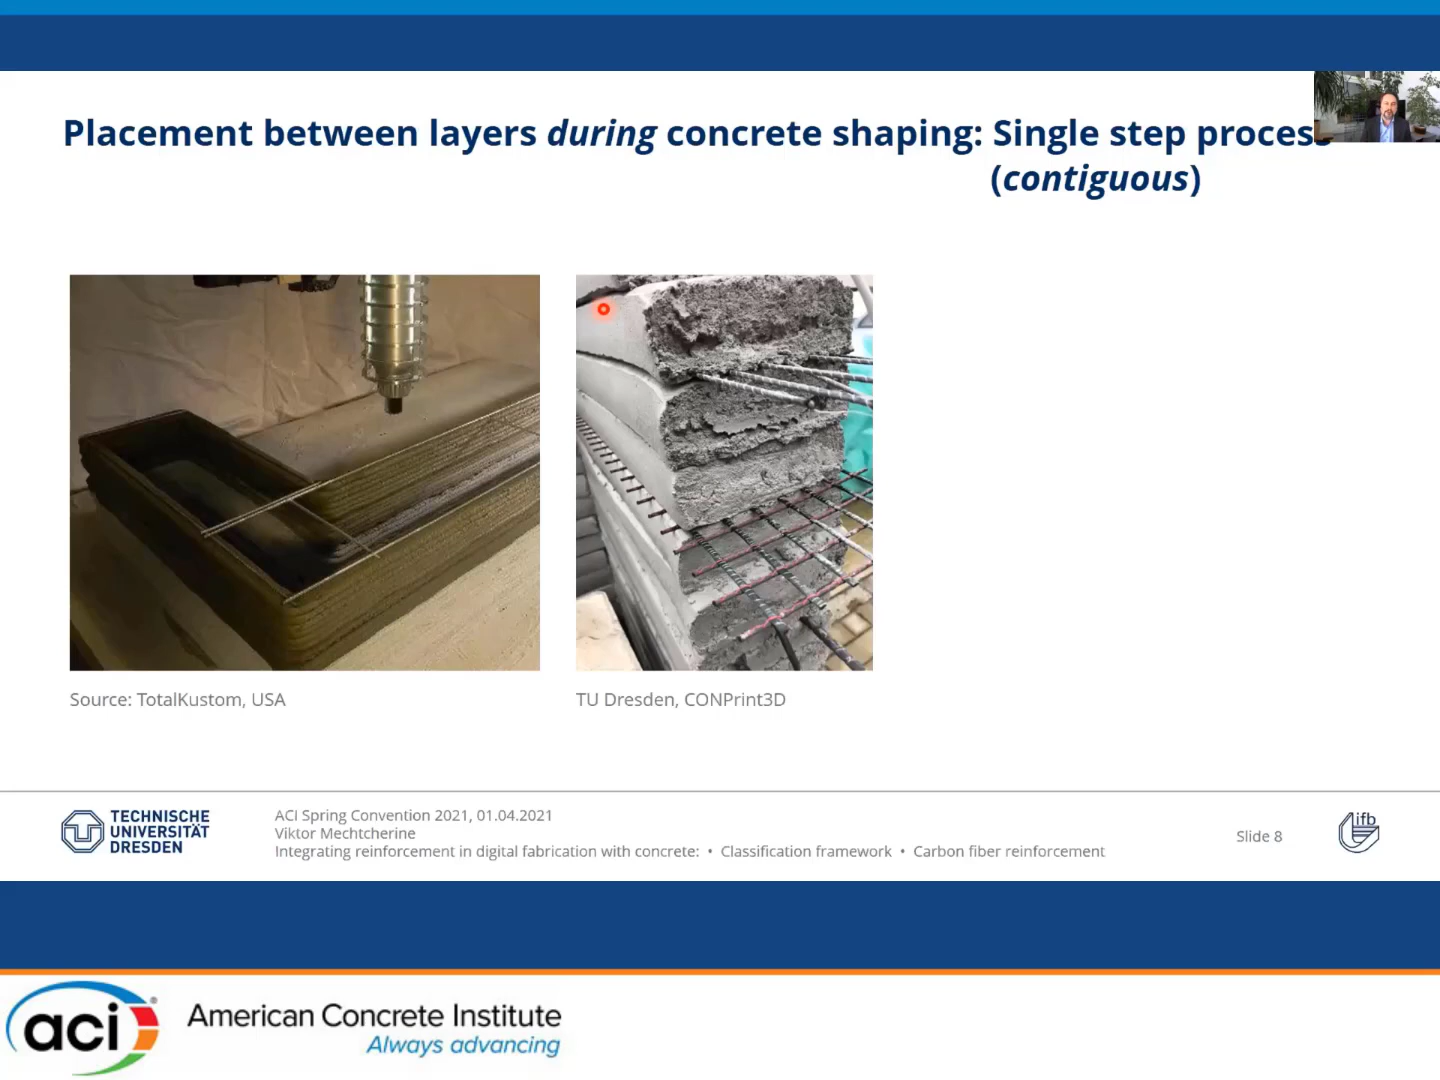 Placement between layers during concrete shaping: Single step process
(contiguous)
Source: TotalKustom, USA
TU Dresden, CONPrint3D
TECHNISCHE
UNIVERSITÄT
DRESDEN
ACI Spring Convention 2021, 01.04.2021
Viktor Mechtcherine
Integrating reinforcement in digital fabrication with concrete: • Classification framework • Carbon fiber reinforcement
Slide 8
ifb
aci®
American Concrete Institute
Always advancing